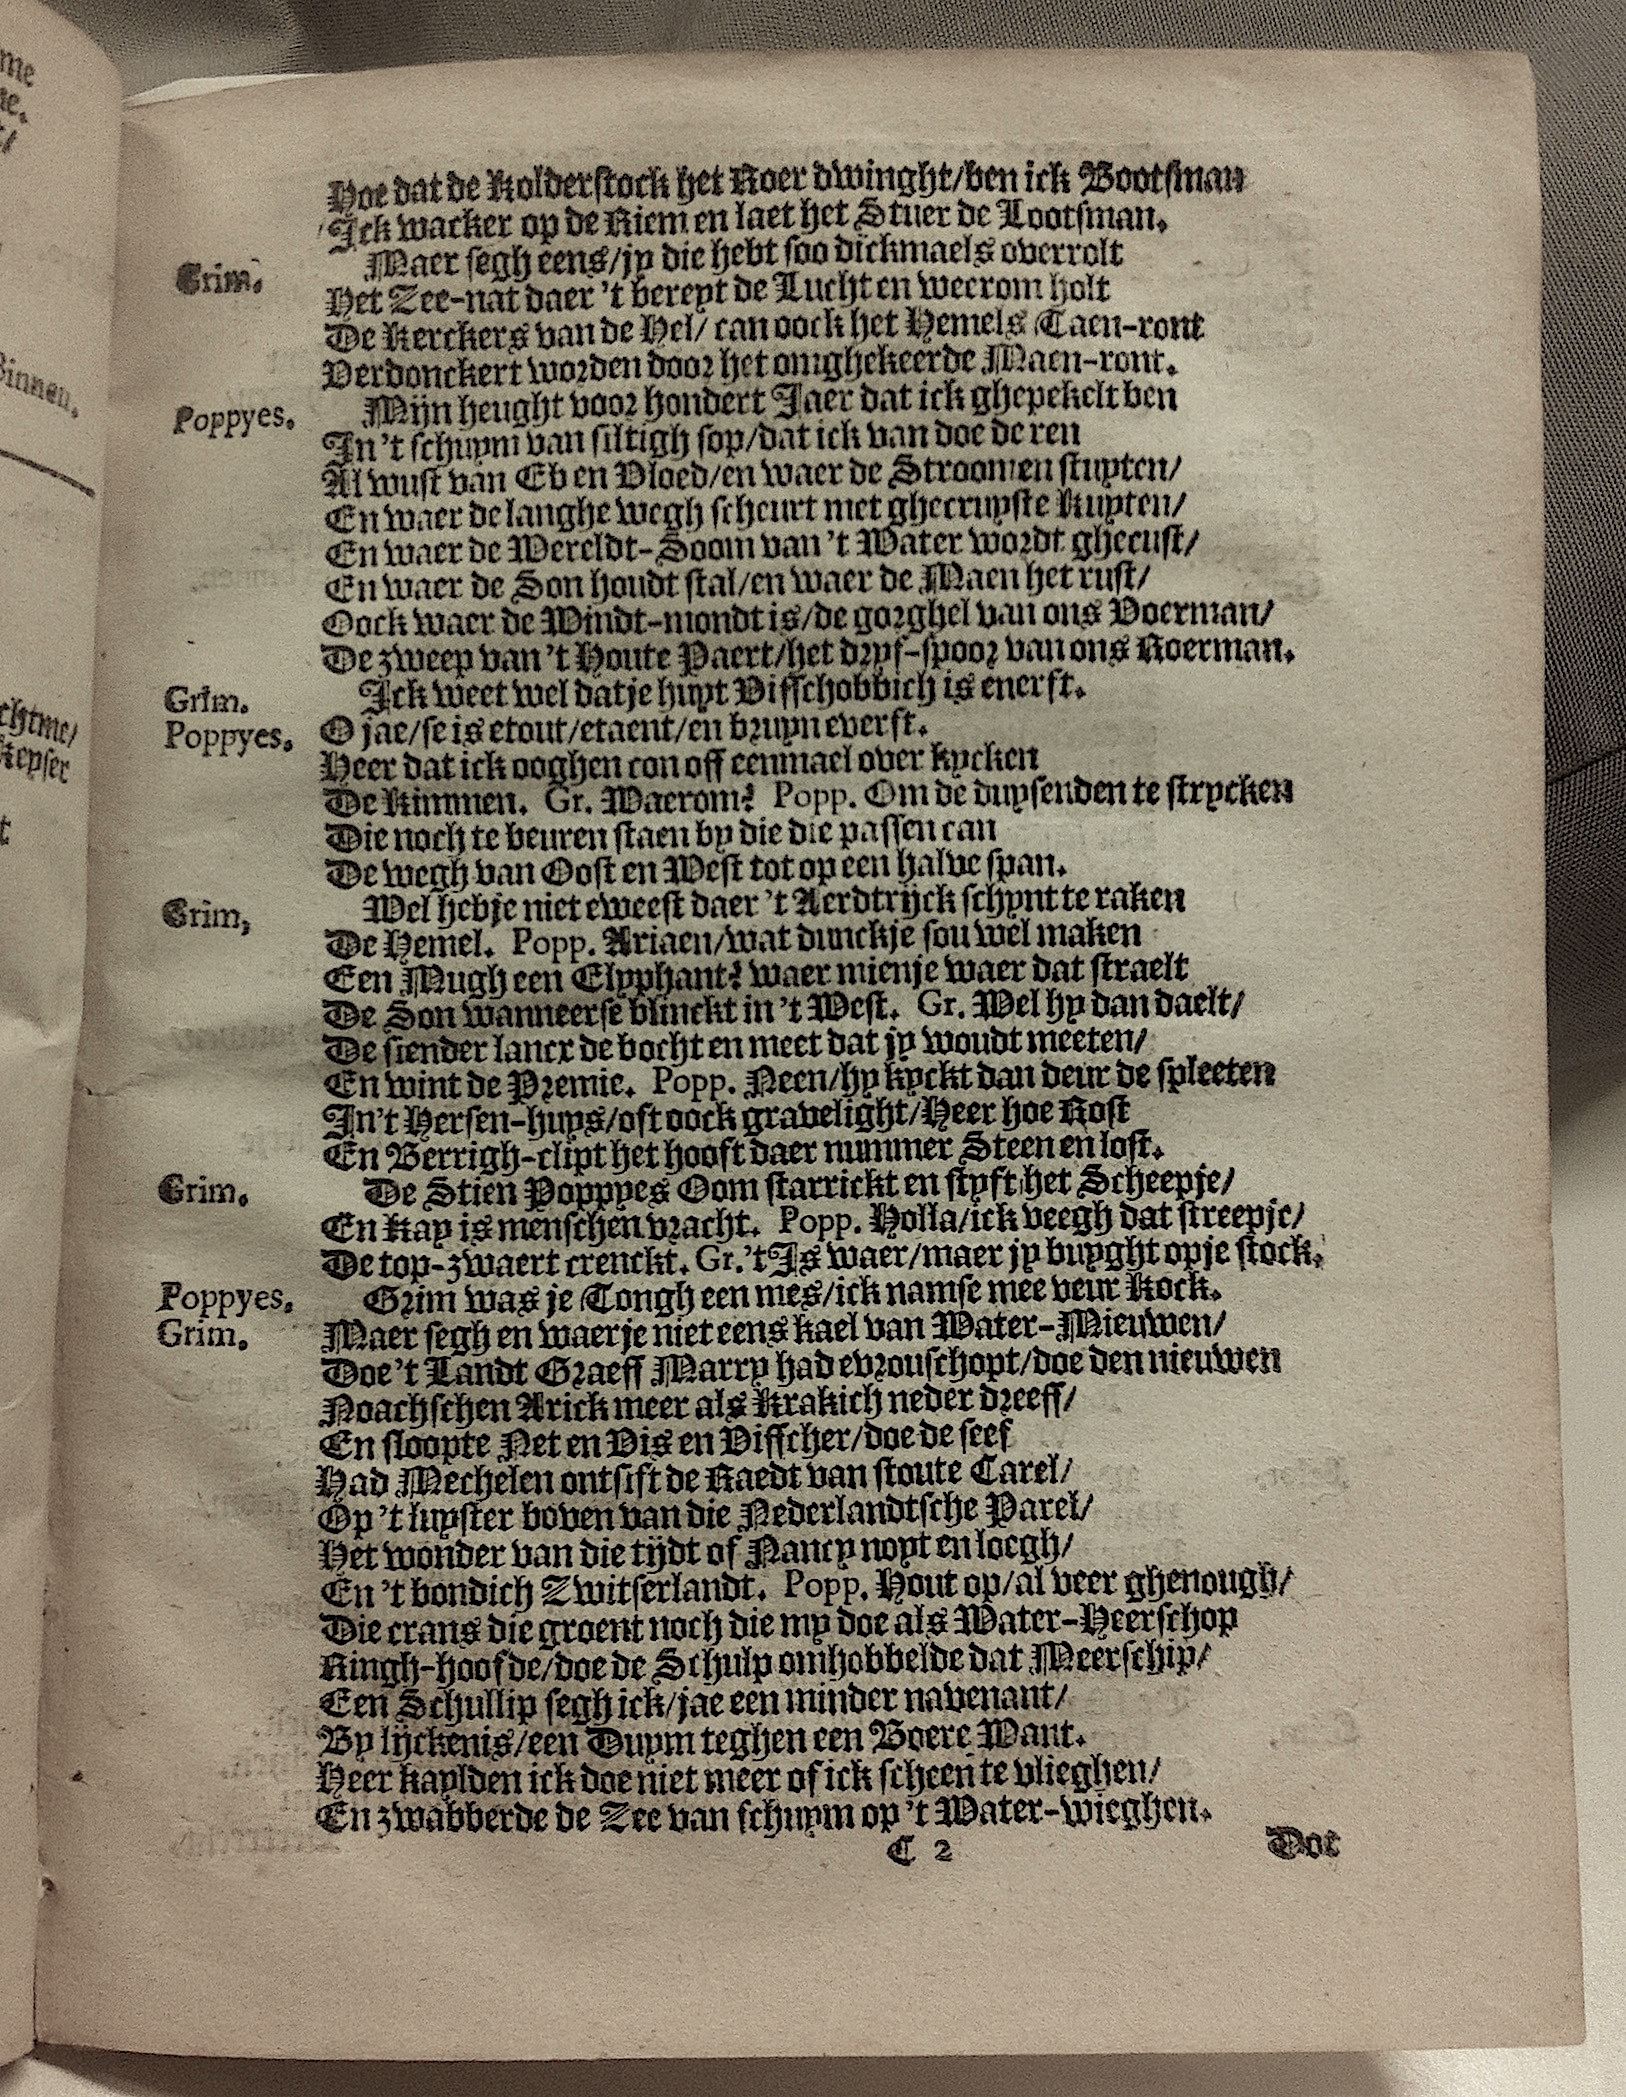 Hoe dat de Kolderstock het Roer dwinght/ben ick Bootsman
Ick wacker op de Riem en laet het Stuer de Lootsman.
Grim. Maer segh eens/jy die hebt soo dickmaels overrolt
Het Zee-nat daer 't bereypt de Lucht en weerom holt
De Kerckers van de Hel/ can oock het Hemels Taen-ront
Verdonckert worden door het omghekeerde Maen-ront.
Poppyes. Mijn heught voor hondert Jaer dat ick ghepekelt ben
In 't schuym van siltigh sop/dat ick van doe de ren
Al wust van Eb en Vloed/en waer de Stroomen stuyten/
En waer de langhe wegh scheurt met ghecruyste Kuyten/
En waer de Wereldt-Soom van 't Water wordt gheeust/
En waer de Son houdt stal/en waer de Maen het rust/
Oock waer de Windt-mondt is/de gorghel van ons Voerman/
De zweep van 't Houte Paert/het dryf-spoor van ons Roerman.
Grim. Ick weet wel datje huyt Visschobbich is enerft.
Poppyes. O jae/se is etout/etaent/en bruyn everft.
Heer dat ick ooghen con off eenmael over kycken
De Kimmen. Gr. Waerom? Popp. Om de duysenden te strycken
Die noch te beuren staen by die die passen can
De wegh van Oost en West tot op een halve span.
Grim, Wel hebje niet eweest daer 't Aerdtrijck schynt te raken
De Hemel. Popp. Ariaen/wat dunckje sou wel maken
Een Mugh een Elyphant? waer mienje waer dat straelt
De Son wanneerse blinckt in 't West. Gr. Wel hy dan daelt/
De siender lancx de bocht en meet dat jy woudt meeten/
En wint de Premie. Popp. Neen/hy kyckt dan deur de spleeten
In't Hersen-huys/oft oock gravelight/Heer hoe Rost
En Berrigh-clipt het hooft daer nummer Steen en lost.
Grim. De Stien Poppyes Oom starrickt en styft het Scheepje/
En Kay is menschen vracht. Popp. Holla/ick veegh dat streepje/
De top-zwaert crenckt. Gr. 't Is waer/maer jy buyght opje stock.
Poppyes. Grim was je Tongh een mes/ick namse mee veur Kock.
Grim. Maer segh en waerje niet eens kael van Water-Mieuwen/
Doe't Landt Graeff Marry had evrouschopt/doe den nieuwen
Noachschen Arick meer als Krakich neder dreeff/
En sloopte Net en Vis en Visscher/doe de seef
Had Mechelen ontsift de Raedt van stoute Carel/
Op 't luyster boven van die Nederlandtsche Parel/
Het wonder van die tijdt of Nancy noyt en loegh/
En 't bondich Zwitserlandt. Popp. Hout op/al veer ghenough/
Die crans die groent noch die my doe als Water-Heerschop
Ringh-hoofde/doe de Schulp omhobbelde dat Meerschip/
Een Schullip segh ick/jae een minder navenant/
By lijckenis/een Duym teghen een Boere Want.
Heer kaylden ick doe niet meer of ick scheen te vlieghen/
En zwabberde de Zee van schuym op 't Water-wieghen.
C 2 Doe